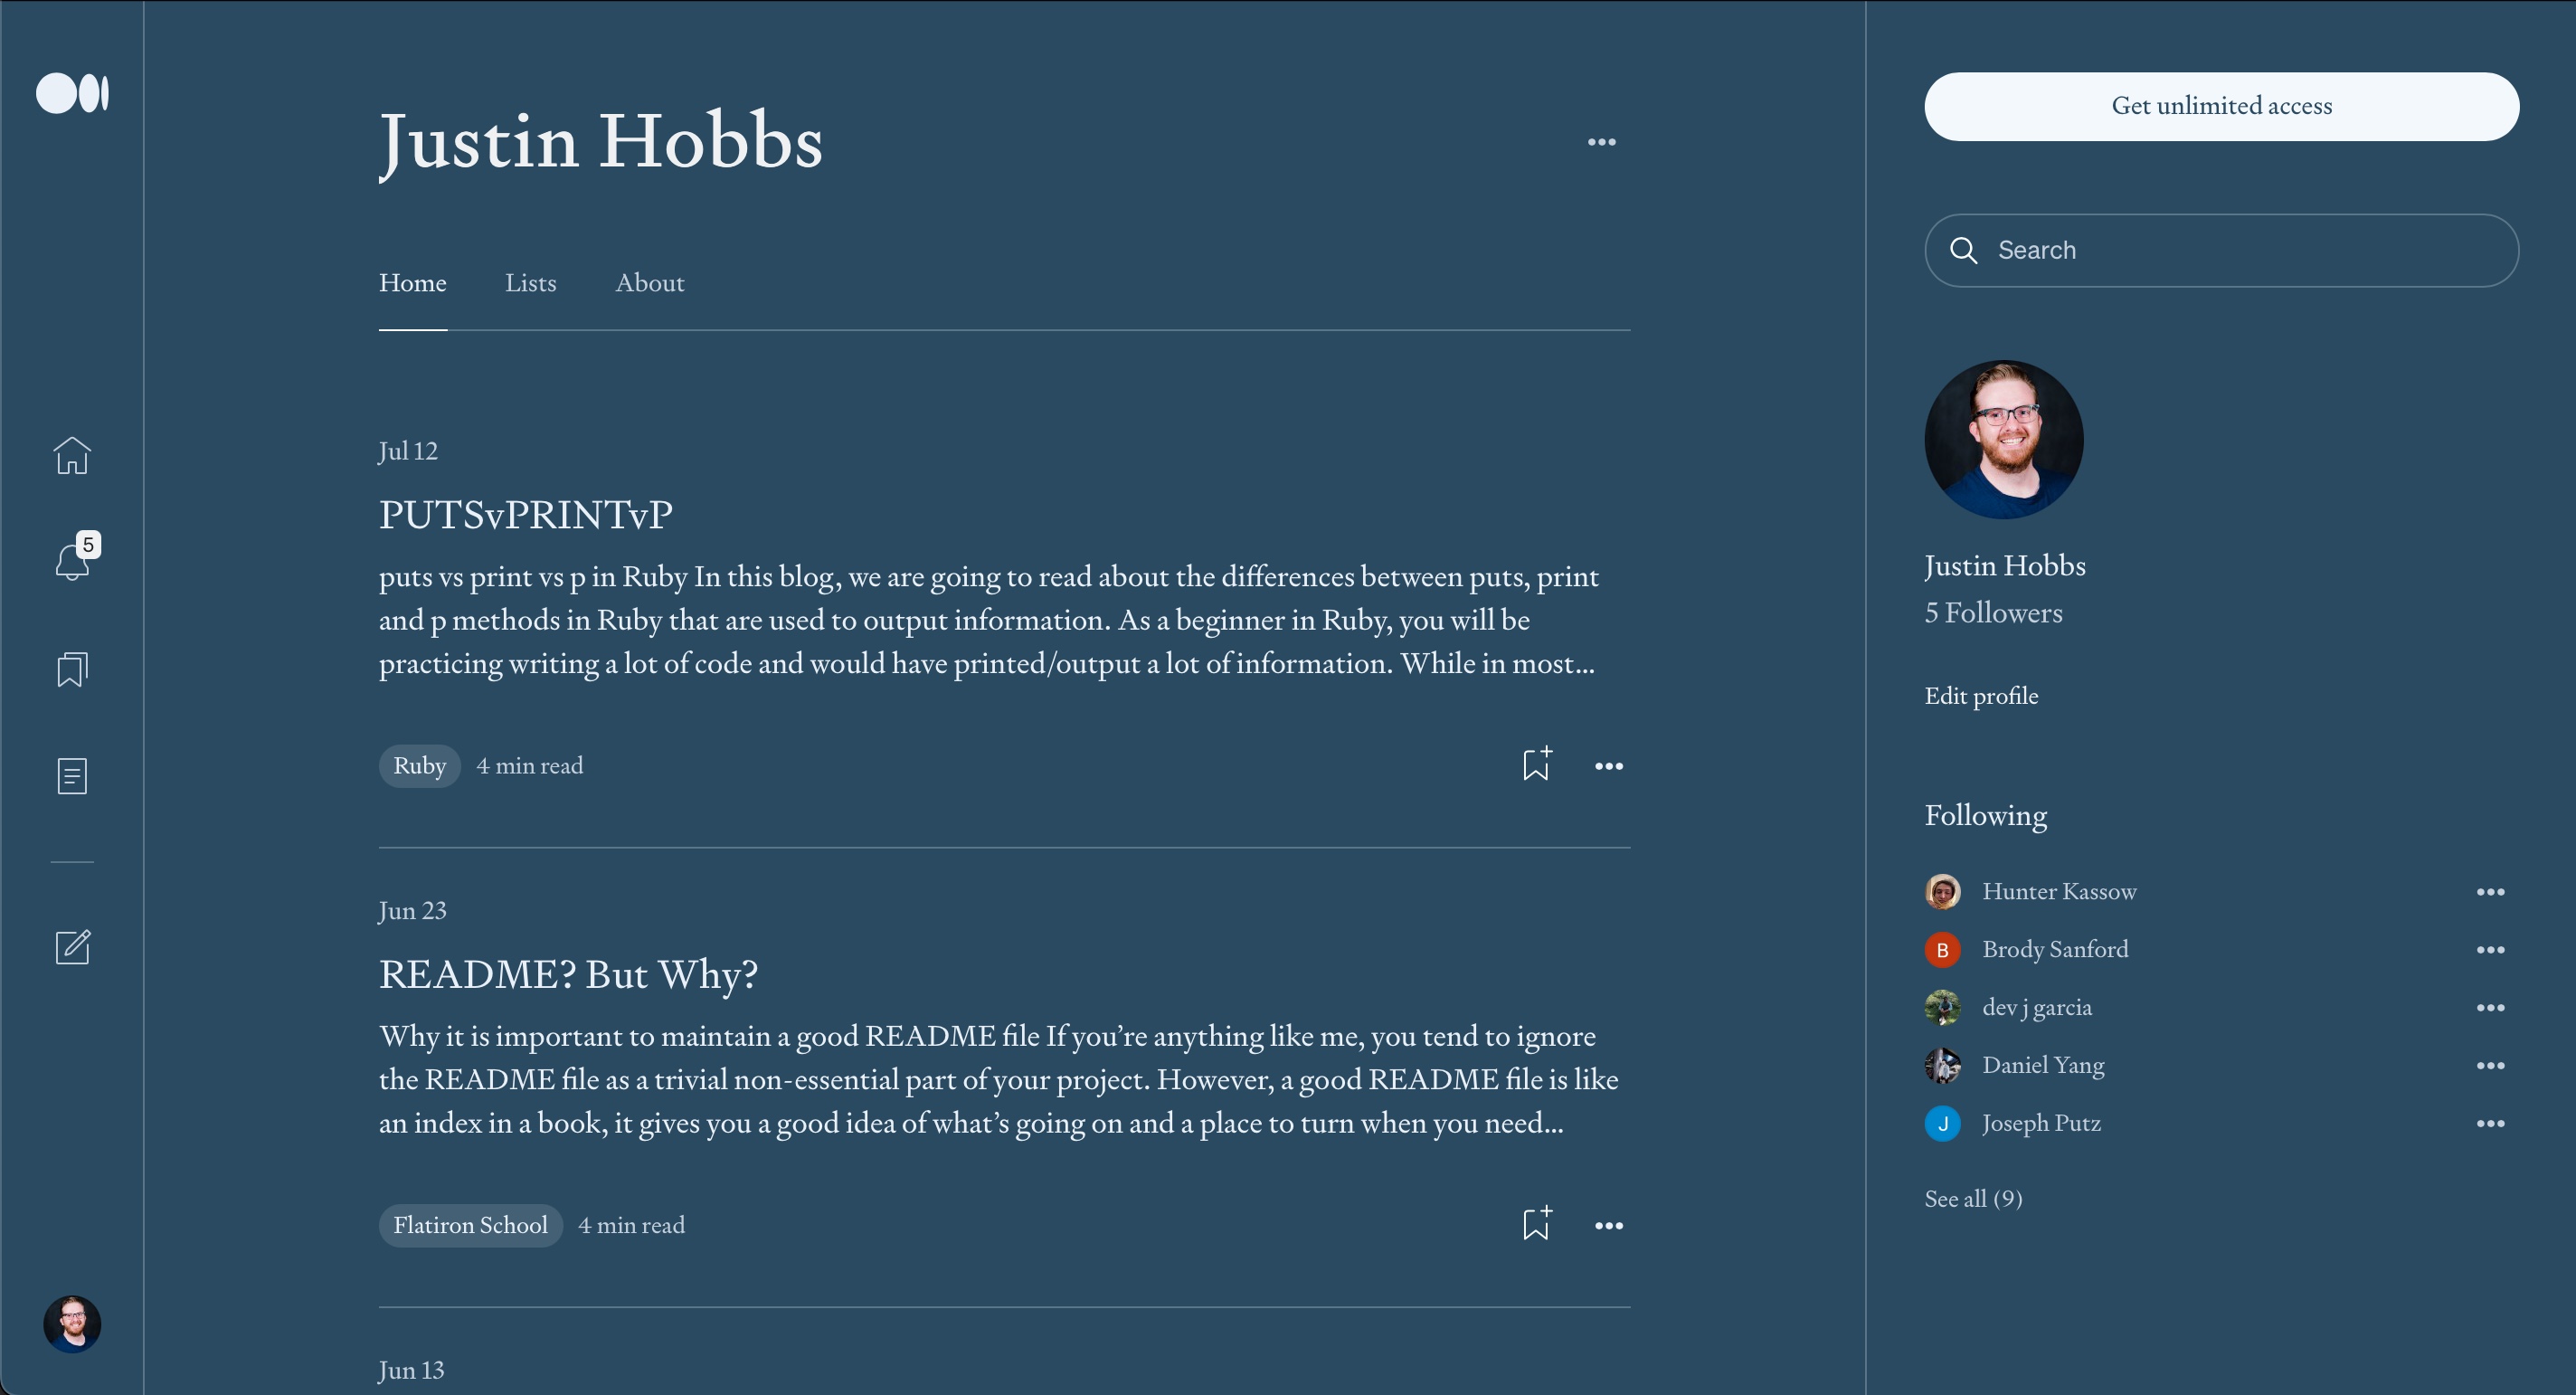 Justin Hobbs
Home Lists About
Jul 12
PUTSvPRINTvP
puts vs print vs p in Ruby In this blog, we are going to read about the differences between puts, print
and p methods in Ruby that are used to output information. As a beginner in Ruby, you will be
practicing writing a lot of code and would have printed/output a lot of information. While in most...
Ruby 4 min read
Jun 23
README? But Why?
Why it is important to maintain a good README file If you’re anything like me, you tend to ignore
the README file as a trivial non-essential part of your project. However, a good README file is like
an index in a book, it gives you a good idea of what’s going on and a place to turn when you need...
Flatiron School 4 min read
Jun 13
5
Get unlimited access
Search
Justin Hobbs
5 Followers
Edit profile
Following
Hunter Kassow
B Brody Sanford
dev j garcia
Daniel Yang
J Joseph Putz
See all (9)